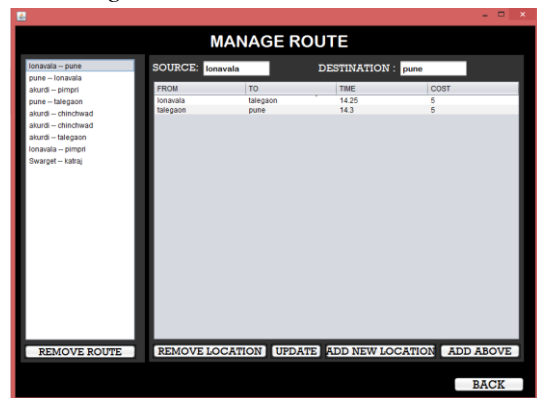 MANAGE ROUTE
lonavala -- pune
pune -- lonavala
akurdi -- pimpri
pune -- talegaon
akurdi -- chinchwad
akurdi -- chinchwad
akurdi -- talegaon
lonavala -- pimpri
Swarget -- katraj
REMOVE ROUTE
SOURCE: lonavala DESTINATION : pune
FROM TO TIME COST
lonavala talegaon 14.25 5
talegaon pune 14.3 5
REMOVE LOCATION UPDATE ADD NEW LOCATION ADD ABOVE
BACK